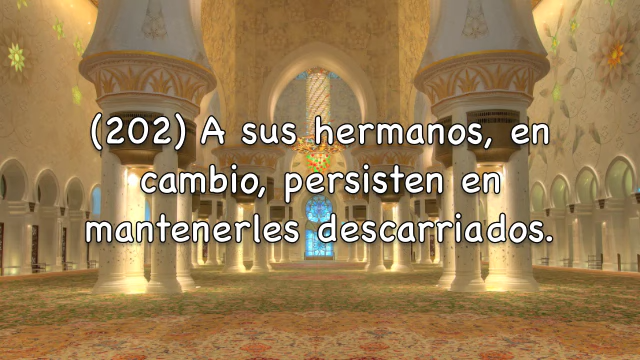 (202) A sus hermanos, en
cambio, persisten en
mantenerles descarriados.